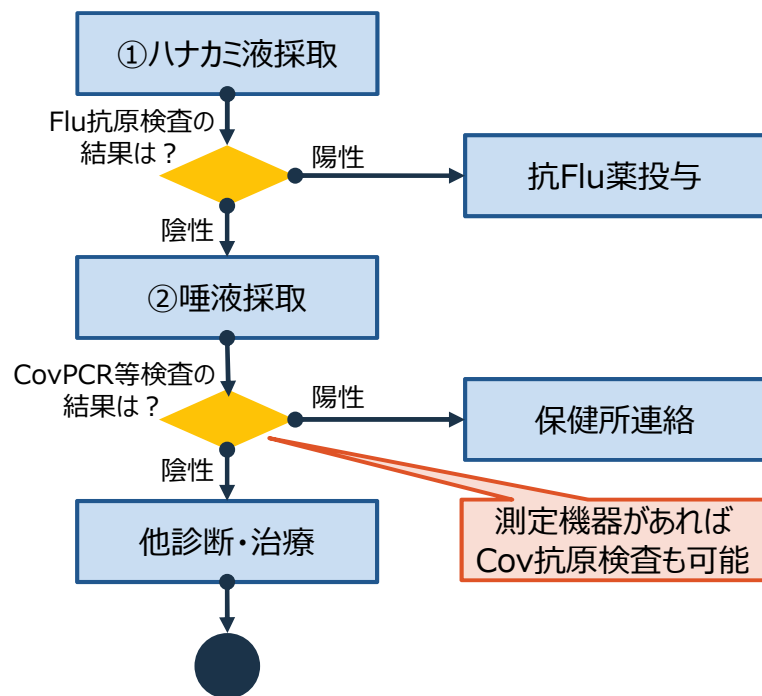 ①ハナカミ液採取
Flu抗原検査の
結果は？
陽性
抗Flu薬投与
陰性
②唾液採取
CovPCR等検査の
結果は？
陽性
保健所連絡
陰性
測定機器があれば
Cov抗原検査も可能
他診断・治療